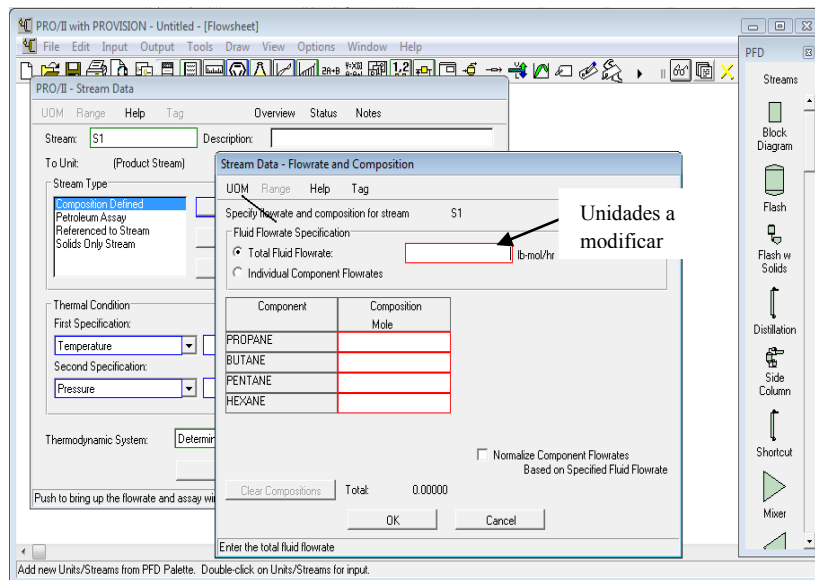 PRO/II with PROVISION - Untitled - [Flowsheet]
File Edit Input Output Tools Draw View Options Window Help
PFD
Streams
Block
Diagram
Flash
Flash w
Solids
Distillation
Side
Column
Shortcut
Mixer
PRO/II - Stream Data
UOM Range Help Tag Overview Status Notes
Stream: S1 Description:
To Unit: (Product Stream)
Stream Type
Composition Defined
Petroleum Assay
Referenced to Stream
Solids Only Stream
Thermal Condition
First Specification:
Temperature
Second Specification:
Pressure
Thermodynamic System: Determin
Push to bring up the flowrate and assay wi
Stream Data - Flowrate and Composition
UOM Range Help Tag
Specify flowrate and composition for stream S1
Fluid Flowrate Specification
Total Fluid Flowrate: lb-mol/hr
Individual Component Flowrates
Unidades a
modificar
Component Composition
Mole
PROPANE
BUTANE
PENTANE
HEXANE
Normalize Component Flowrates
Based on Specified Fluid Flowrate
Clear Compositions Total: 0.00000
OK Cancel
Enter the total fluid flowrate
Add new Units/Streams from PFD Palette. Double-click on Units/Streams for input.